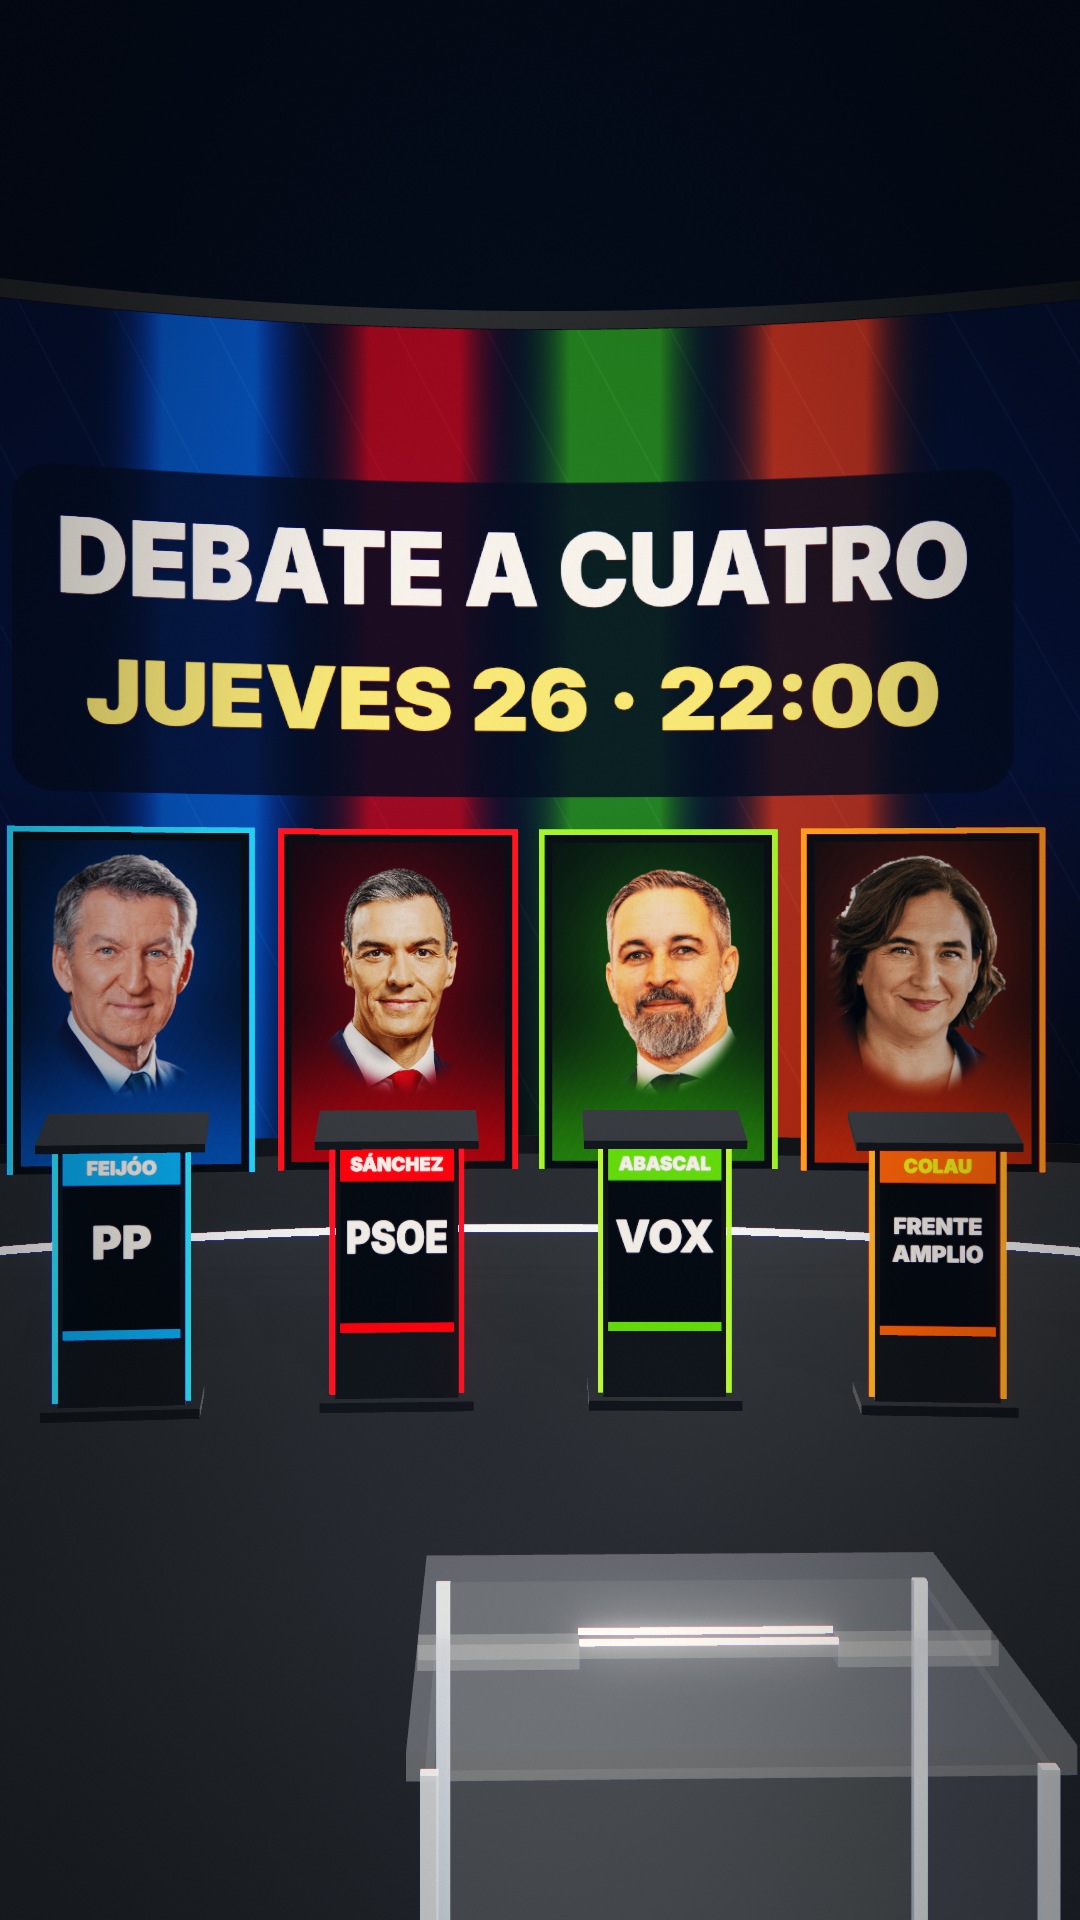 DEBATE A CUATRO
JUEVES 26 · 22:00
FEIJÓO
PP
SÁNCHEZ
PSOE
ABASCAL
VOX
COLAU
FRENTE
AMPLIO